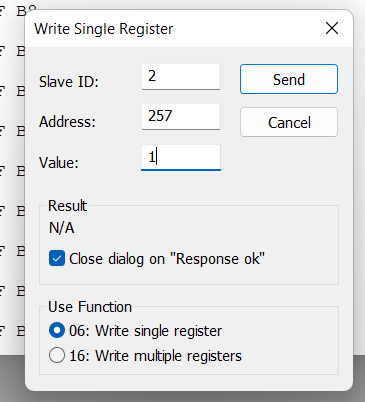 F B8
Write Single Register
Slave ID:
2
Send
Address:
257
Cancel
Value:
1
Result
N/A
Close dialog on "Response ok"
Use Function
06: Write single register
16: Write multiple registers